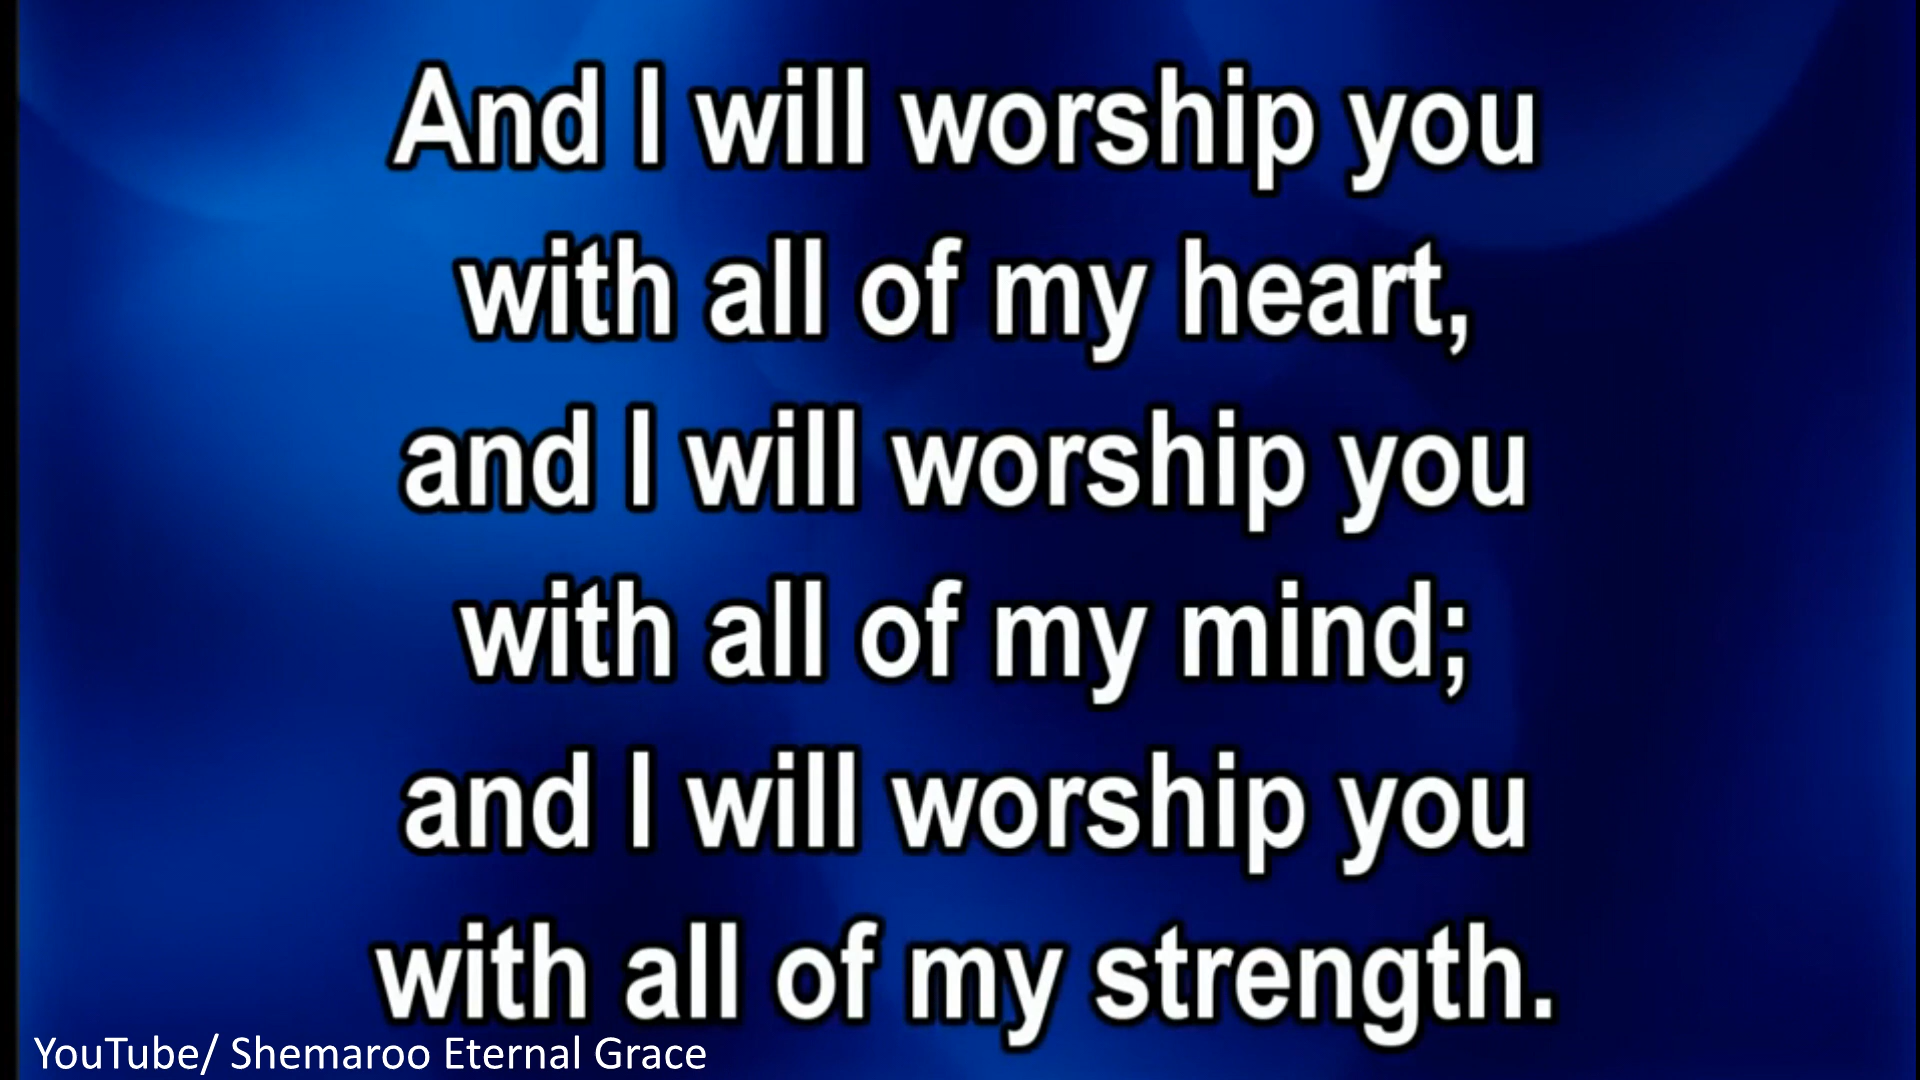 And I will worship you
with all of my heart,
and I will worship you
with all of my mind;
and I will worship you
with all of my strength.
YouTube/ Shemaroo Eternal Grace